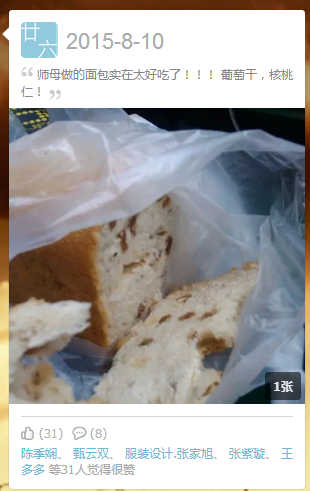 廿六
2015-8-10
“师母做的面包实在太好吃了！！！ 葡萄干，核桃
仁！”
1张
(31) (8)
陈季娴、 甄云双、 服装设计.张家旭、 张紫璇、 王
多多 等31人觉得很赞